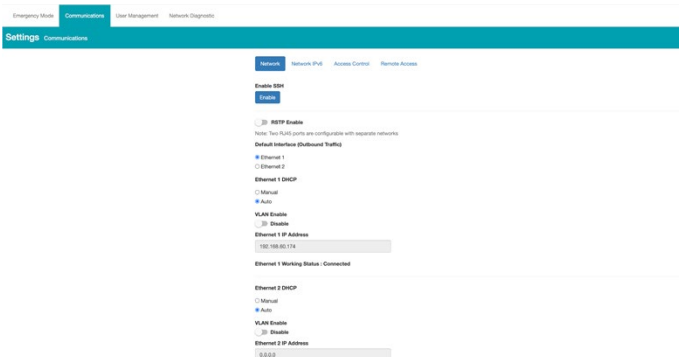 Emergency Mode Communications User Management Network Diagnostic
Settings Communications
Network Network IPv6 Access Control Remote Access
Enable SSH
Enable
RSTP Enable
Note: Two RJ45 ports are configurable with separate networks
Default Interface (Outbound Traffic)
Ethernet 1
Ethernet 2
Ethernet 1 DHCP
Manual
Auto
VLAN Enable
Disable
Ethernet 1 IP Address
192.168.60.174
Ethernet 1 Working Status : Connected
Ethernet 2 DHCP
Manual
Auto
VLAN Enable
Disable
Ethernet 2 IP Address
0.0.0.0